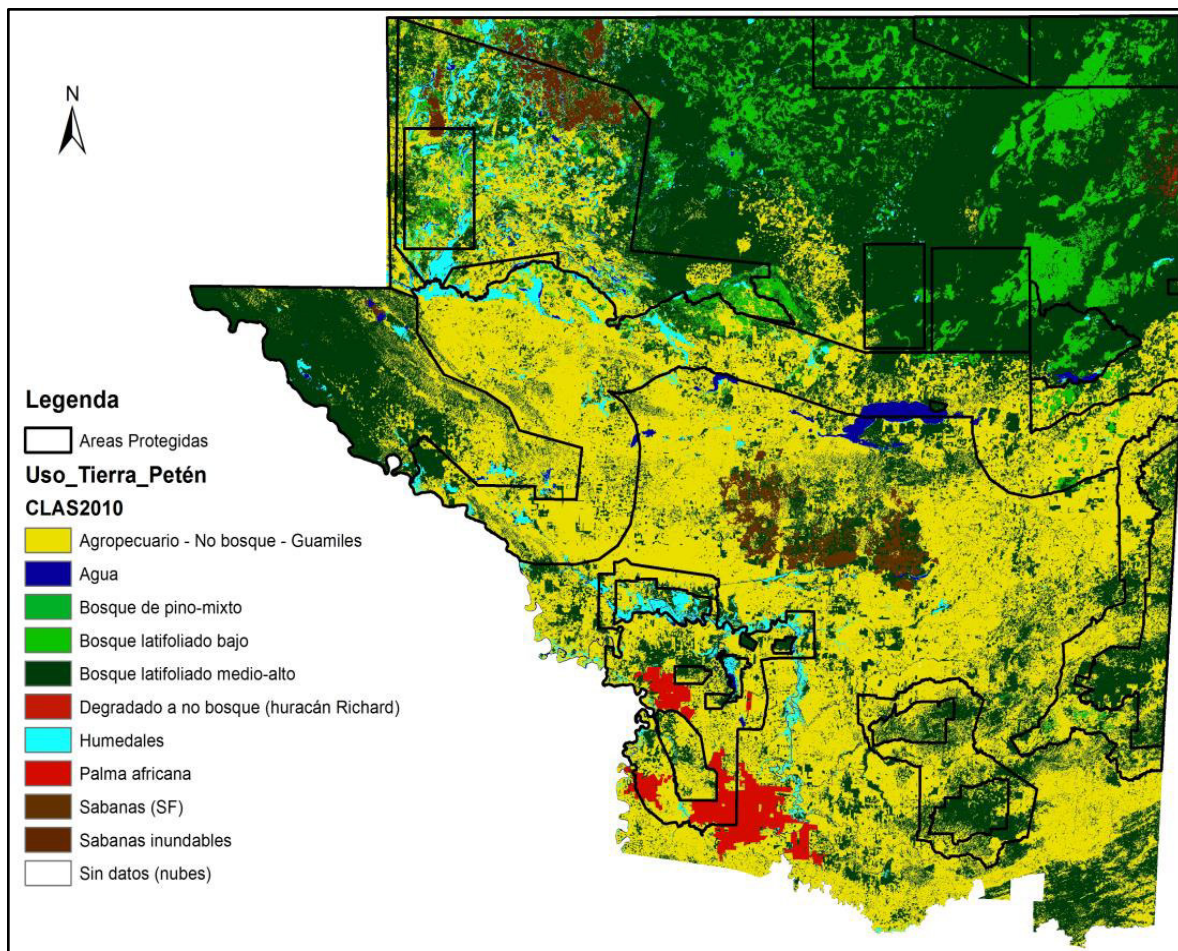 N
Legenda
Areas Protegidas
Uso_Tierra_Petén
CLAS2010
Agropecuario - No bosque - Guamiles
Agua
Bosque de pino-mixto
Bosque latifoliado bajo
Bosque latifoliado medio-alto
Degradado a no bosque (huracán Richard)
Humedales
Palma africana
Sabanas (SF)
Sabanas inundables
Sin datos (nubes)